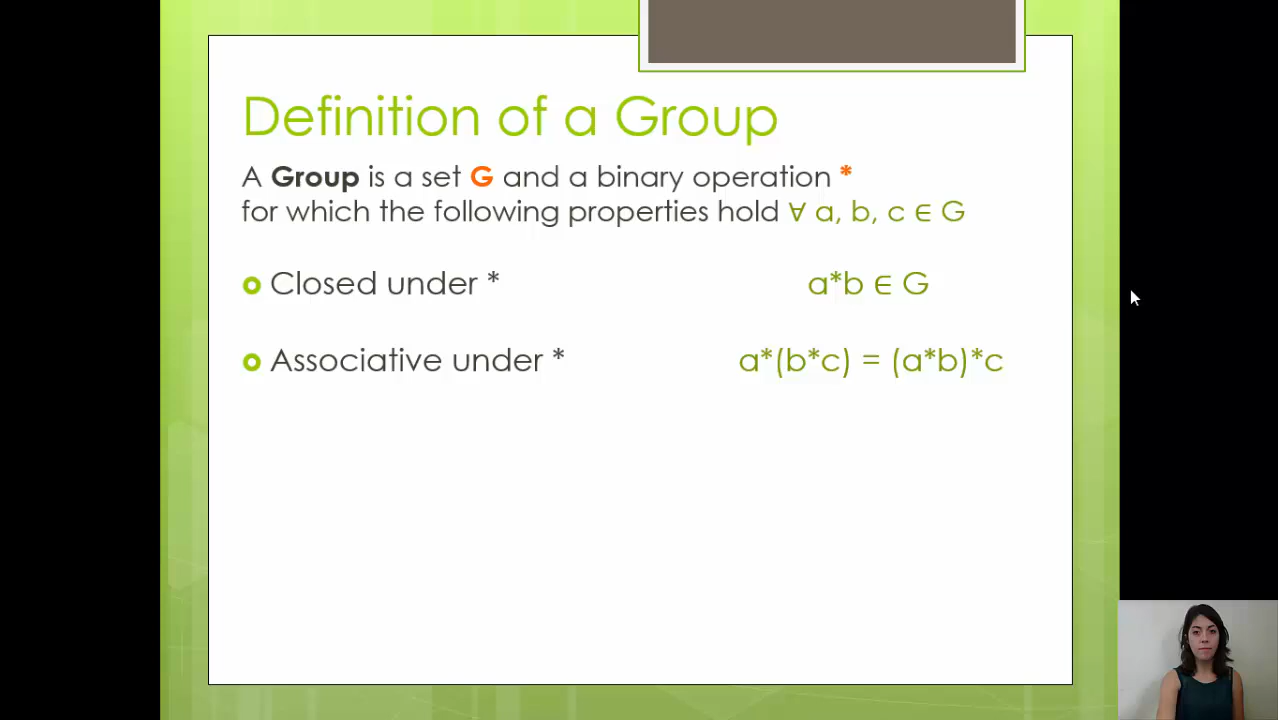 Definition of a Group
A Group is a set G and a binary operation *
for which the following properties hold ∀ a, b, c ∈ G
Closed under * a*b ∈ G
Associative under * a*(b*c) = (a*b)*c